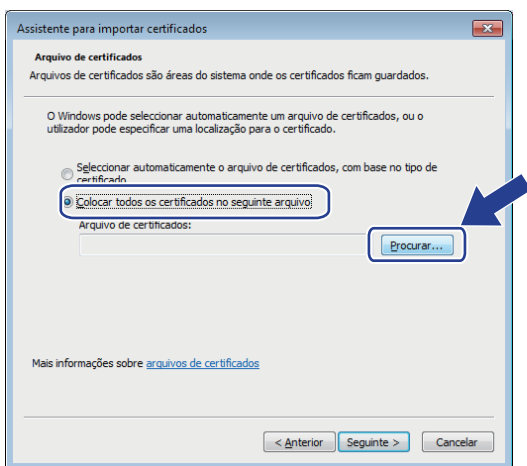 Assistente para importar certificados
Arquivo de certificados
Arquivos de certificados são áreas do sistema onde os certificados ficam guardados.
O Windows pode seleccionar automaticamente um arquivo de certificados, ou o
utilizador pode especificar uma localização para o certificado.
Seleccionar automaticamente o arquivo de certificados, com base no tipo de
certificado
Colocar todos os certificados no seguinte arquivo
Arquivo de certificados:
Procurar...
Mais informações sobre arquivos de certificados
< Anterior Seguinte > Cancelar